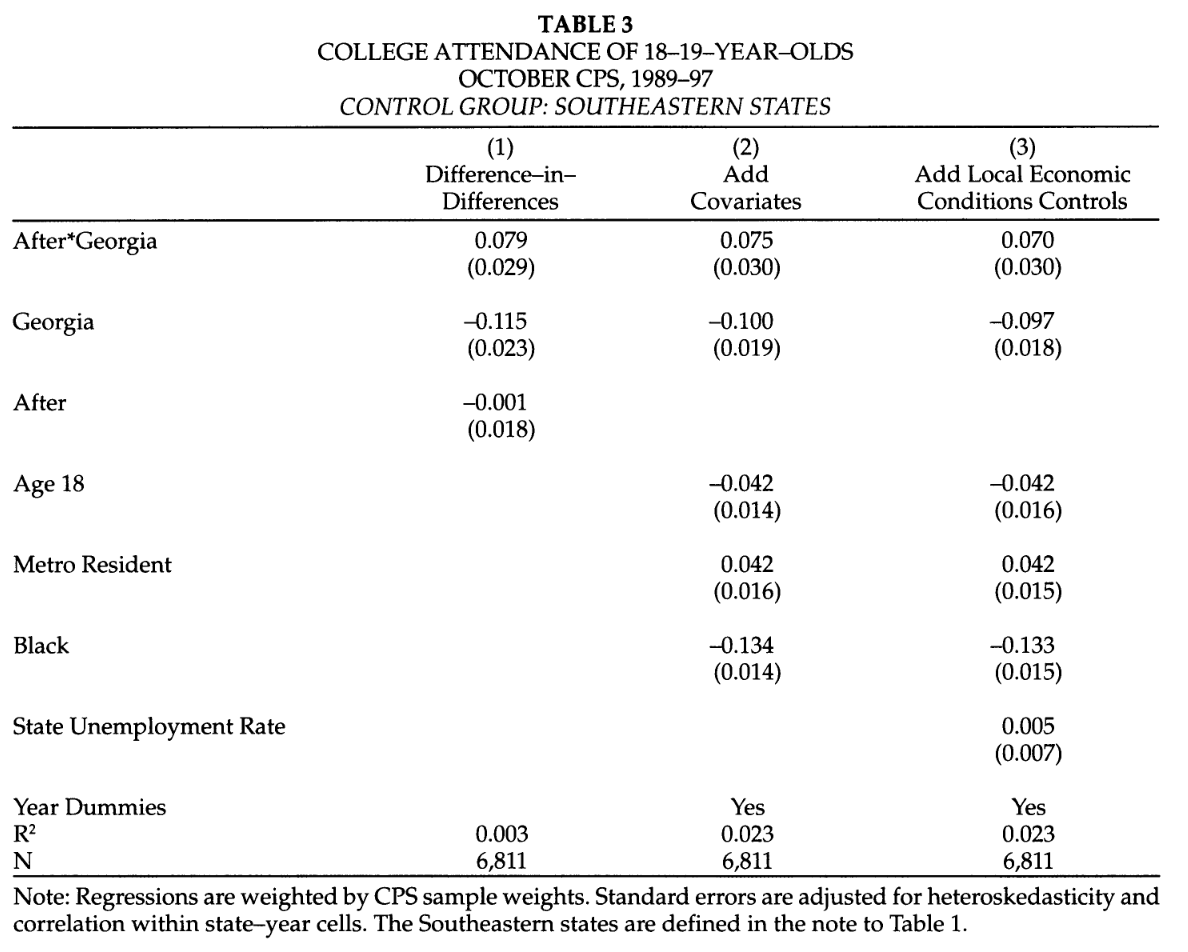 TABLE 3
COLLEGE ATTENDANCE OF 18–19–YEAR–OLDS
OCTOBER CPS, 1989–97
CONTROL GROUP: SOUTHEASTERN STATES
(1) (2) (3)
Difference–in– Add Add Local Economic
Differences Covariates Conditions Controls
After*Georgia 0.079 0.075 0.070
(0.029) (0.030) (0.030)
Georgia –0.115 –0.100 –0.097
(0.023) (0.019) (0.018)
After –0.001
(0.018)
Age 18 –0.042 –0.042
(0.014) (0.016)
Metro Resident 0.042 0.042
(0.016) (0.015)
Black –0.134 –0.133
(0.014) (0.015)
State Unemployment Rate 0.005
(0.007)
Year Dummies Yes Yes
R² 0.003 0.023 0.023
N 6,811 6,811 6,811
Note: Regressions are weighted by CPS sample weights. Standard errors are adjusted for heteroskedasticity and
correlation within state–year cells. The Southeastern states are defined in the note to Table 1.